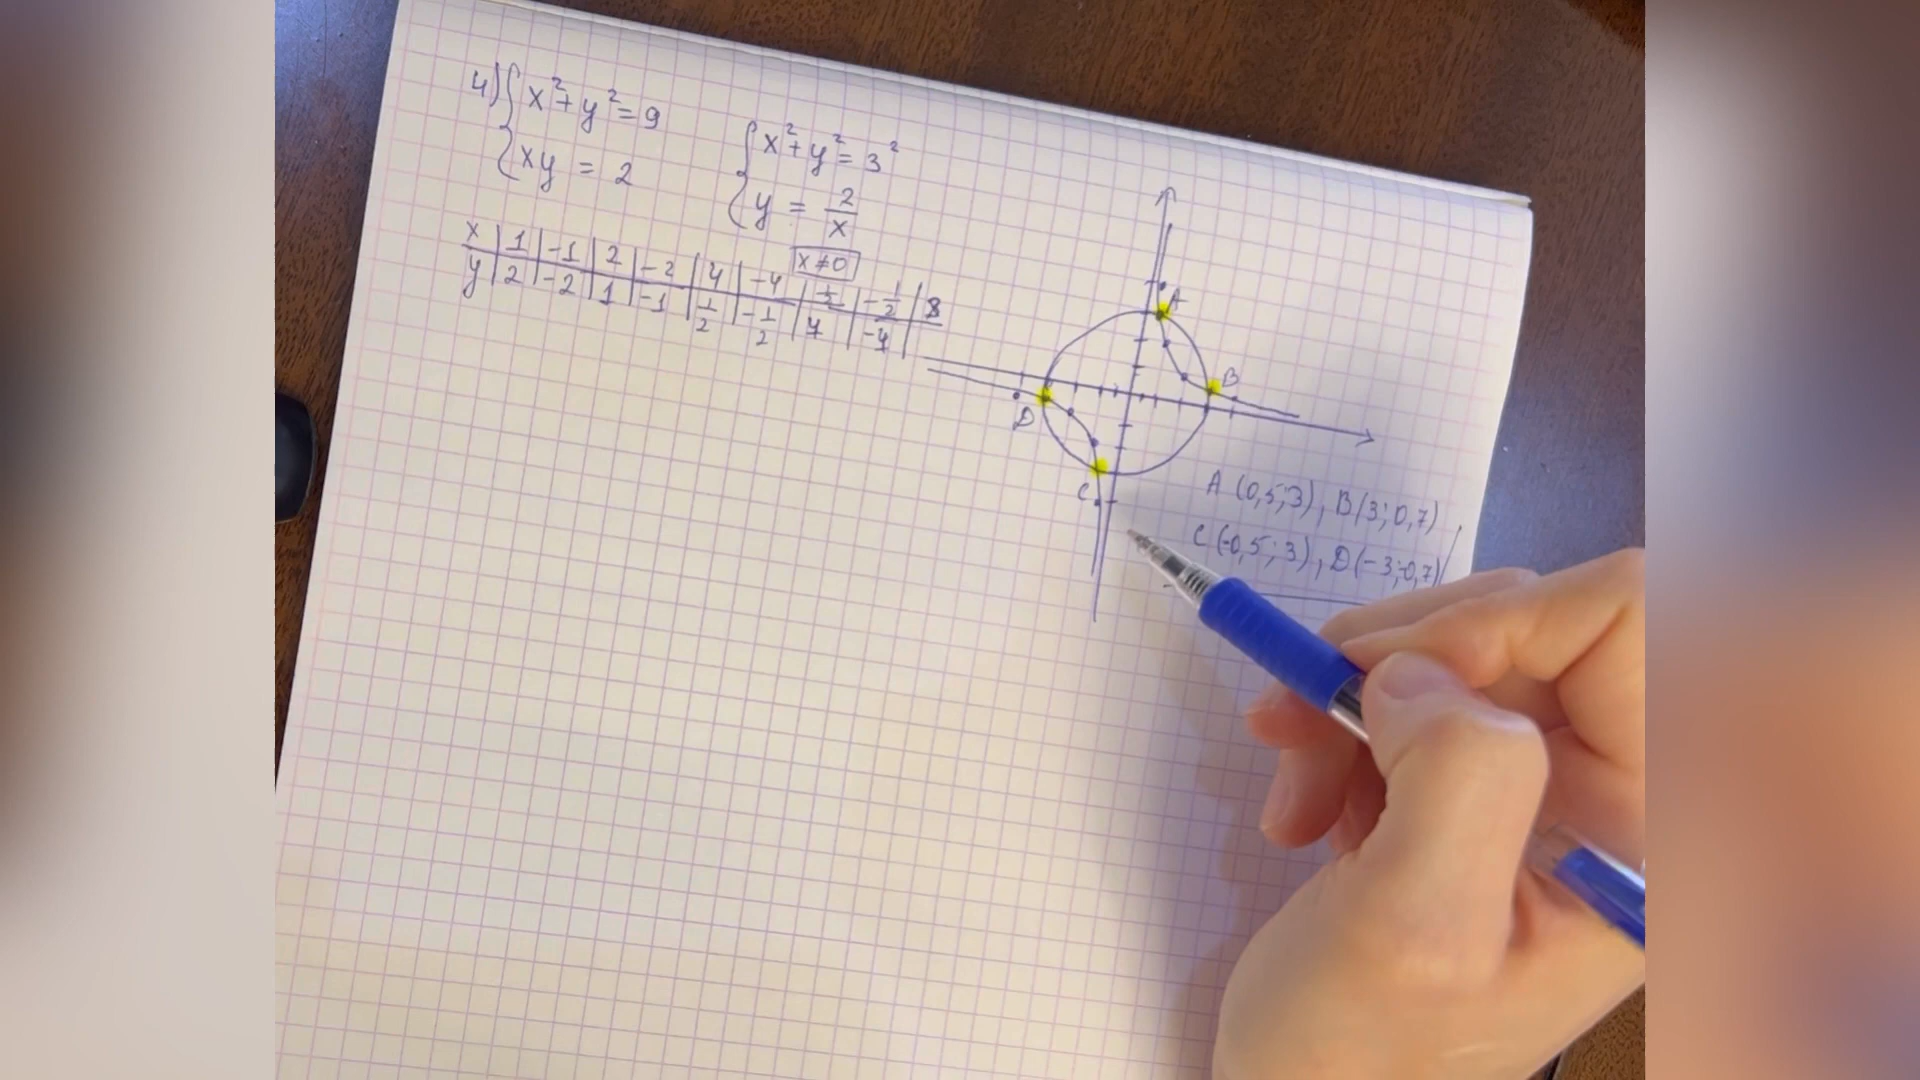 4) { x² + y² = 9
{ xy = 2
{ x² + y² = 3²
{ y = 2/x
x ≠ 0
x | 1 | -1 | 2 | -2 | 4 | -4 | 1/2 | -1/2 |
y | 2 | -2 | 1 | -1 | 1/2 | -1/2 | 4 | -4 |
A
B
D
C
A (0,5; 3), B (3; 0,7)
C (-0,5; 3), D (-3; -0,7)